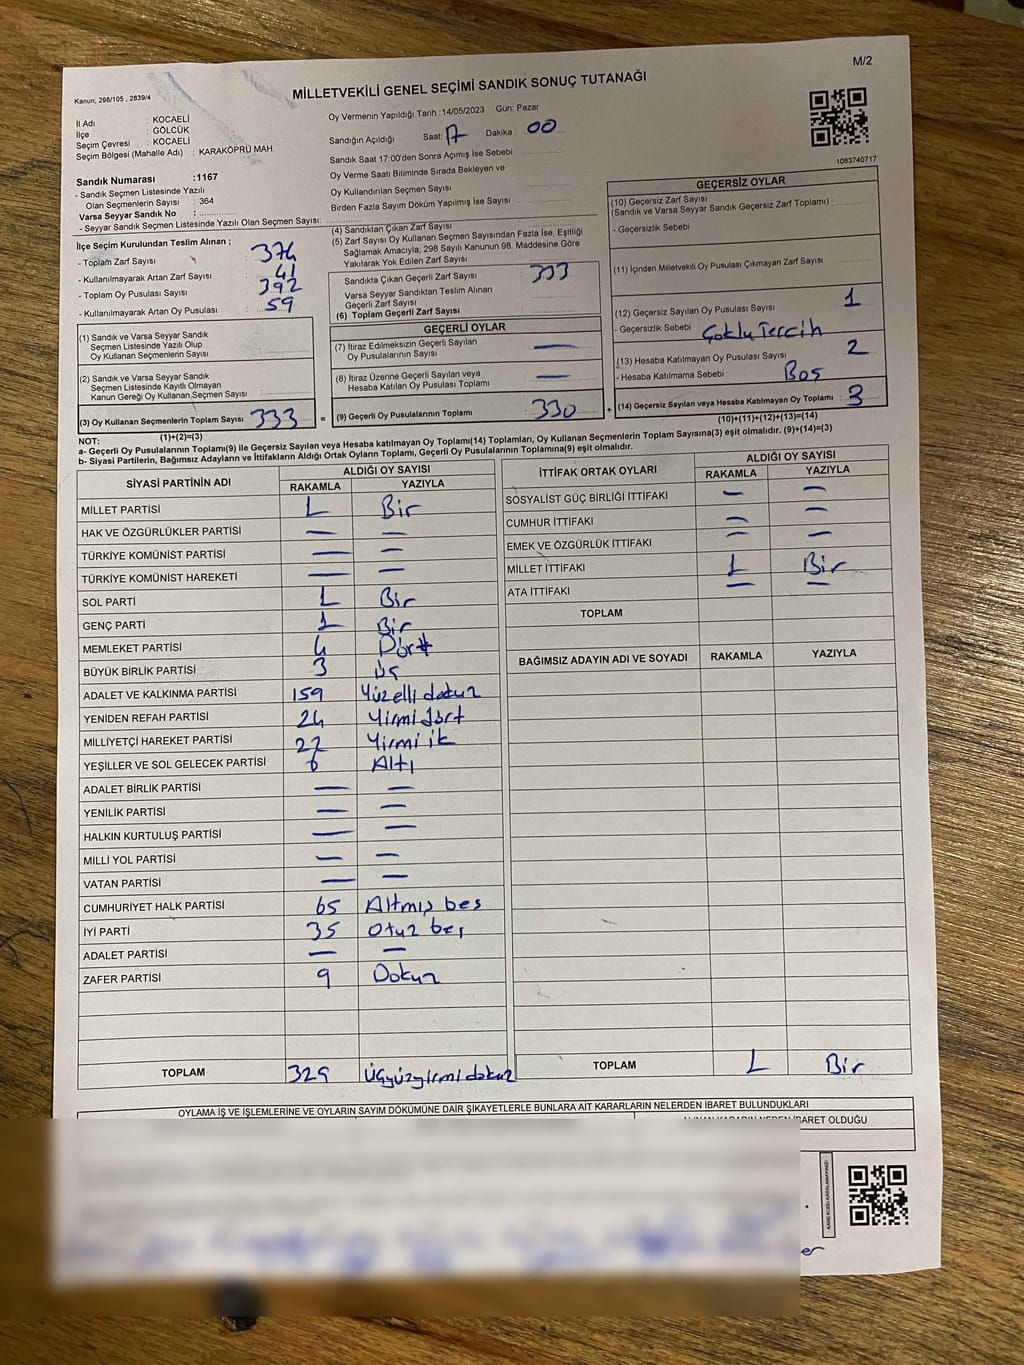 M/2
MİLLETVEKİLİ GENEL SEÇİMİ SANDIK SONUÇ TUTANAĞI
Kanun; 298/105 , 2839/4
İl Adı : KOCAELİ
İlçe : GÖLCÜK
Seçim Çevresi : KOCAELİ
Seçim Bölgesi (Mahalle Adı) : KARAKÖPRÜ MAH.
Sandık Numarası :1167
- Sandık Seçmen Listesinde Yazılı
Olan Seçmenlerin Sayısı : 364
Varsa Seyyar Sandık No :
- Seyyar Sandık Seçmen Listesinde Yazılı Olan Seçmen Sayısı:
İlçe Seçim Kurulundan Teslim Alınan ;
- Toplam Zarf Sayısı : 374
- Kullanılmayarak Artan Zarf Sayısı : 41
- Toplam Oy Pusulası Sayısı : 392
- Kullanılmayarak Artan Oy Pusulası : 59
Oy Vermenin Yapıldığı Tarih :14/05/2023 Gün: Pazar
Sandığın Açıldığı Saat: 17 Dakika : 00
Sandık Saat 17:00'den Sonra Açılmış İse Sebebi
Oy Verme Saati Bitiminde Sırada Bekleyen ve
Oy Kullandırılan Seçmen Sayısı
Birden Fazla Sayım Döküm Yapılmış İse Sayısı
(4) Sandıktan Çıkan Zarf Sayısı
(5) Zarf Sayısı Oy Kullanan Seçmen Sayısından Fazla İse, Eşitliği
Sağlamak Amacıyla, 298 Sayılı Kanunun 98. Maddesine Göre
Yakılarak Yok Edilen Zarf Sayısı
Sandıkta Çıkan Geçerli Zarf Sayısı 333
Varsa Seyyar Sandıktan Teslim Alınan
Geçerli Zarf Sayısı
(6) Toplam Geçerli Zarf Sayısı
1083740717
GEÇERSİZ OYLAR
(10) Geçersiz Zarf Sayısı
(Sandık ve Varsa Seyyar Sandık Geçersiz Zarf Toplamı) :
- Geçersizlik Sebebi
(11) İçinden Milletvekili Oy Pusulası Çıkmayan Zarf Sayısı
(12) Geçersiz Sayılan Oy Pusulası Sayısı 1
- Geçersizlik Sebebi : Çoklu Tercih
(13) Hesaba Katılmayan Oy Pusulası Sayısı 2
- Hesaba Katılmama Sebebi : Boş
(14) Geçersiz Sayılan veya Hesaba Katılmayan Oy Toplamı : 3
(10)+(11)+(12)+(13)=(14)
(1) Sandık ve Varsa Seyyar Sandık
Seçmen Listesinde Yazılı Olup
Oy Kullanan Seçmenlerin Sayısı
(2) Sandık ve Varsa Seyyar Sandık
Seçmen Listesinde Kayıtlı Olmayan
Kanun Gereği Oy Kullanan Seçmen Sayısı
(3) Oy Kullanan Seçmenlerin Toplam Sayısı 333 =
(1)+(2)=(3)
GEÇERLİ OYLAR
(7) İtiraz Edilmeksizin Geçerli Sayılan
Oy Pusulalarının Sayısı —
(8) İtiraz Üzerine Geçerli Sayılan veya
Hesaba Katılan Oy Pusulası Toplamı —
(9) Geçerli Oy Pusulalarının Toplamı 330 +
NOT:
a- Geçerli Oy Pusulalarının Toplamı(9) ile Geçersiz Sayılan veya Hesaba katılmayan Oy Toplamı(14) Toplamları, Oy Kullanan Seçmenlerin Toplam Sayısına(3) eşit olmalıdır. (9)+(14)=(3)
b- Siyasi Partilerin, Bağımsız Adayların ve İttifakların Aldığı Ortak Oyların Toplamı, Geçerli Oy Pusulalarının Toplamına(9) eşit olmalıdır.
SİYASİ PARTİNİN ADI ALDIĞI OY SAYISI
RAKAMLA YAZIYLA
MİLLET PARTİSİ 1 Bir
HAK VE ÖZGÜRLÜKLER PARTİSİ — —
TÜRKİYE KOMÜNİST PARTİSİ — —
TÜRKİYE KOMÜNİST HAREKETİ — —
SOL PARTİ 1 Bir
GENÇ PARTİ 1 Bir
MEMLEKET PARTİSİ 4 Dört
BÜYÜK BİRLİK PARTİSİ 3 üç
ADALET VE KALKINMA PARTİSİ 159 Yüzelli dokuz
YENİDEN REFAH PARTİSİ 24 Yirmi dört
MİLLİYETÇİ HAREKET PARTİSİ 22 Yirmi ik
YEŞİLLER VE SOL GELECEK PARTİSİ 6 Altı
ADALET BİRLİK PARTİSİ — —
YENİLİK PARTİSİ — —
HALKIN KURTULUŞ PARTİSİ — —
MİLLİ YOL PARTİSİ — —
VATAN PARTİSİ — —
CUMHURİYET HALK PARTİSİ 65 Altmış beş
İYİ PARTİ 35 Otuz beş
ADALET PARTİSİ — —
ZAFER PARTİSİ 9 Dokuz
TOPLAM 329 Üçyüzyirmi dokuz
İTTİFAK ORTAK OYLARI ALDIĞI OY SAYISI
RAKAMLA YAZIYLA
SOSYALİST GÜÇ BİRLİĞİ İTTİFAKI — —
CUMHUR İTTİFAKI — —
EMEK VE ÖZGÜRLÜK İTTİFAKI — —
MİLLET İTTİFAKI 1 Bir
ATA İTTİFAKI — —
TOPLAM
BAĞIMSIZ ADAYIN ADI VE SOYADI RAKAMLA YAZIYLA
TOPLAM 1 Bir
OYLAMA İŞ VE İŞLEMLERİNE VE OYLARIN SAYIM DÖKÜMÜNE DAİR ŞİKAYETLERLE BUNLARA AİT KARARLARIN NELERDEN İBARET BULUNDUKLARI
ALINAN KARARIN NEDEN İBARET OLDUĞU
KARE KODU KARALAMAYINIZ!
er